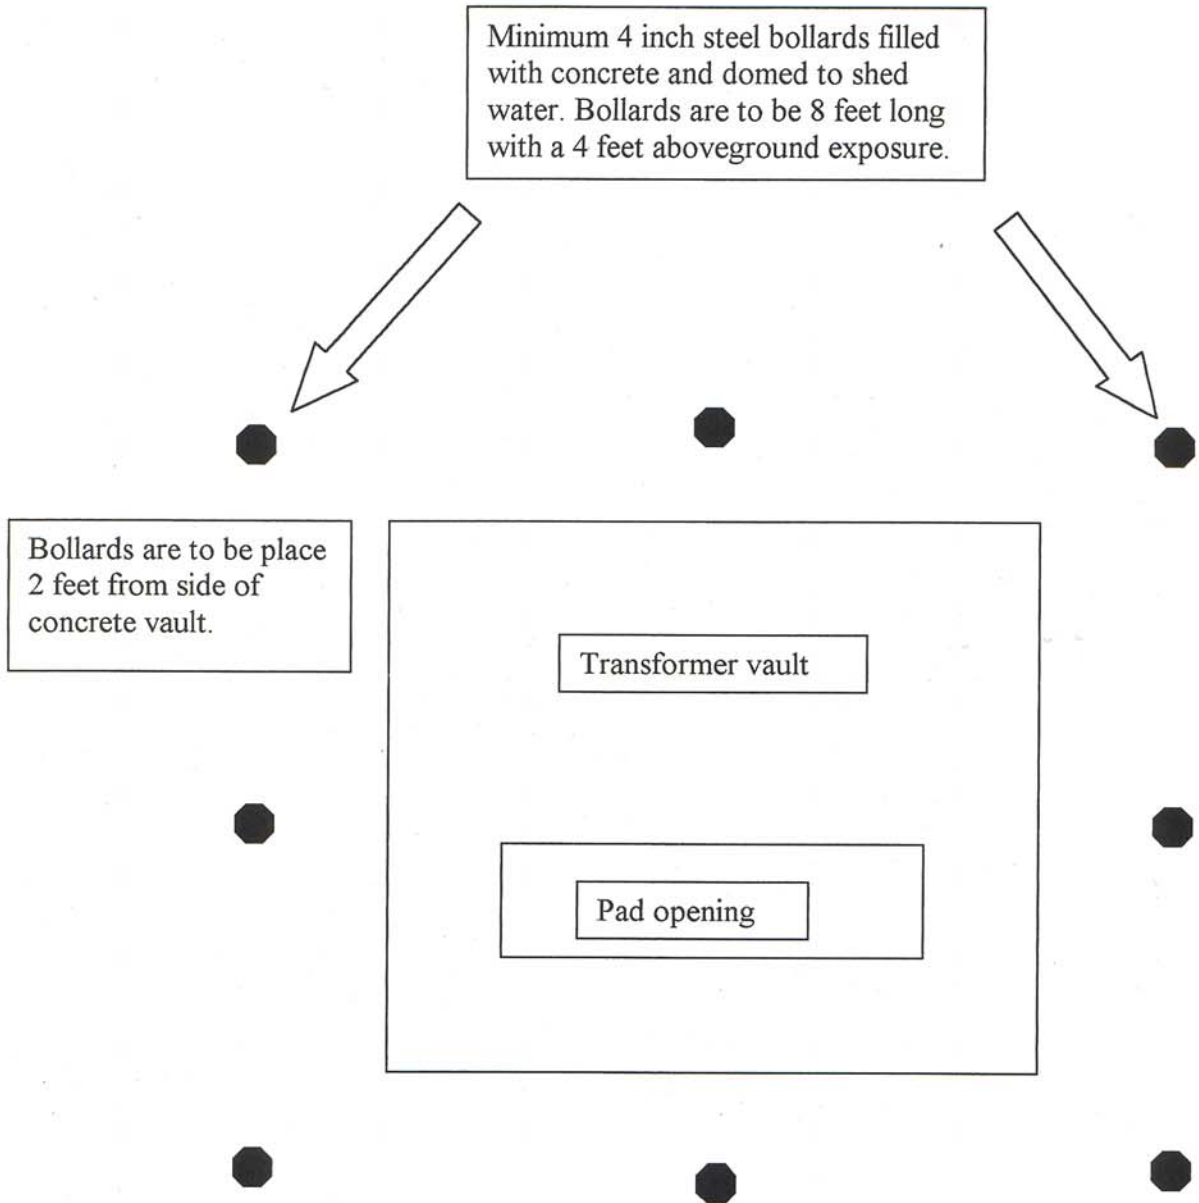 Minimum 4 inch steel bollards filled
with concrete and domed to shed
water. Bollards are to be 8 feet long
with a 4 feet aboveground exposure.
Bollards are to be place
2 feet from side of
concrete vault.
Transformer vault
Pad opening